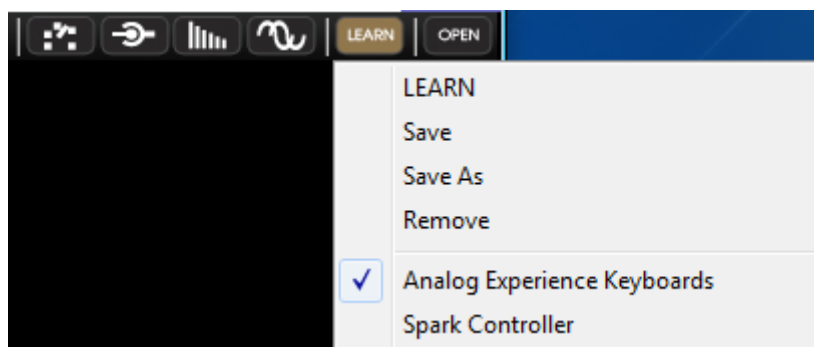 LEARN OPEN
LEARN
Save
Save As
Remove
Analog Experience Keyboards
Spark Controller